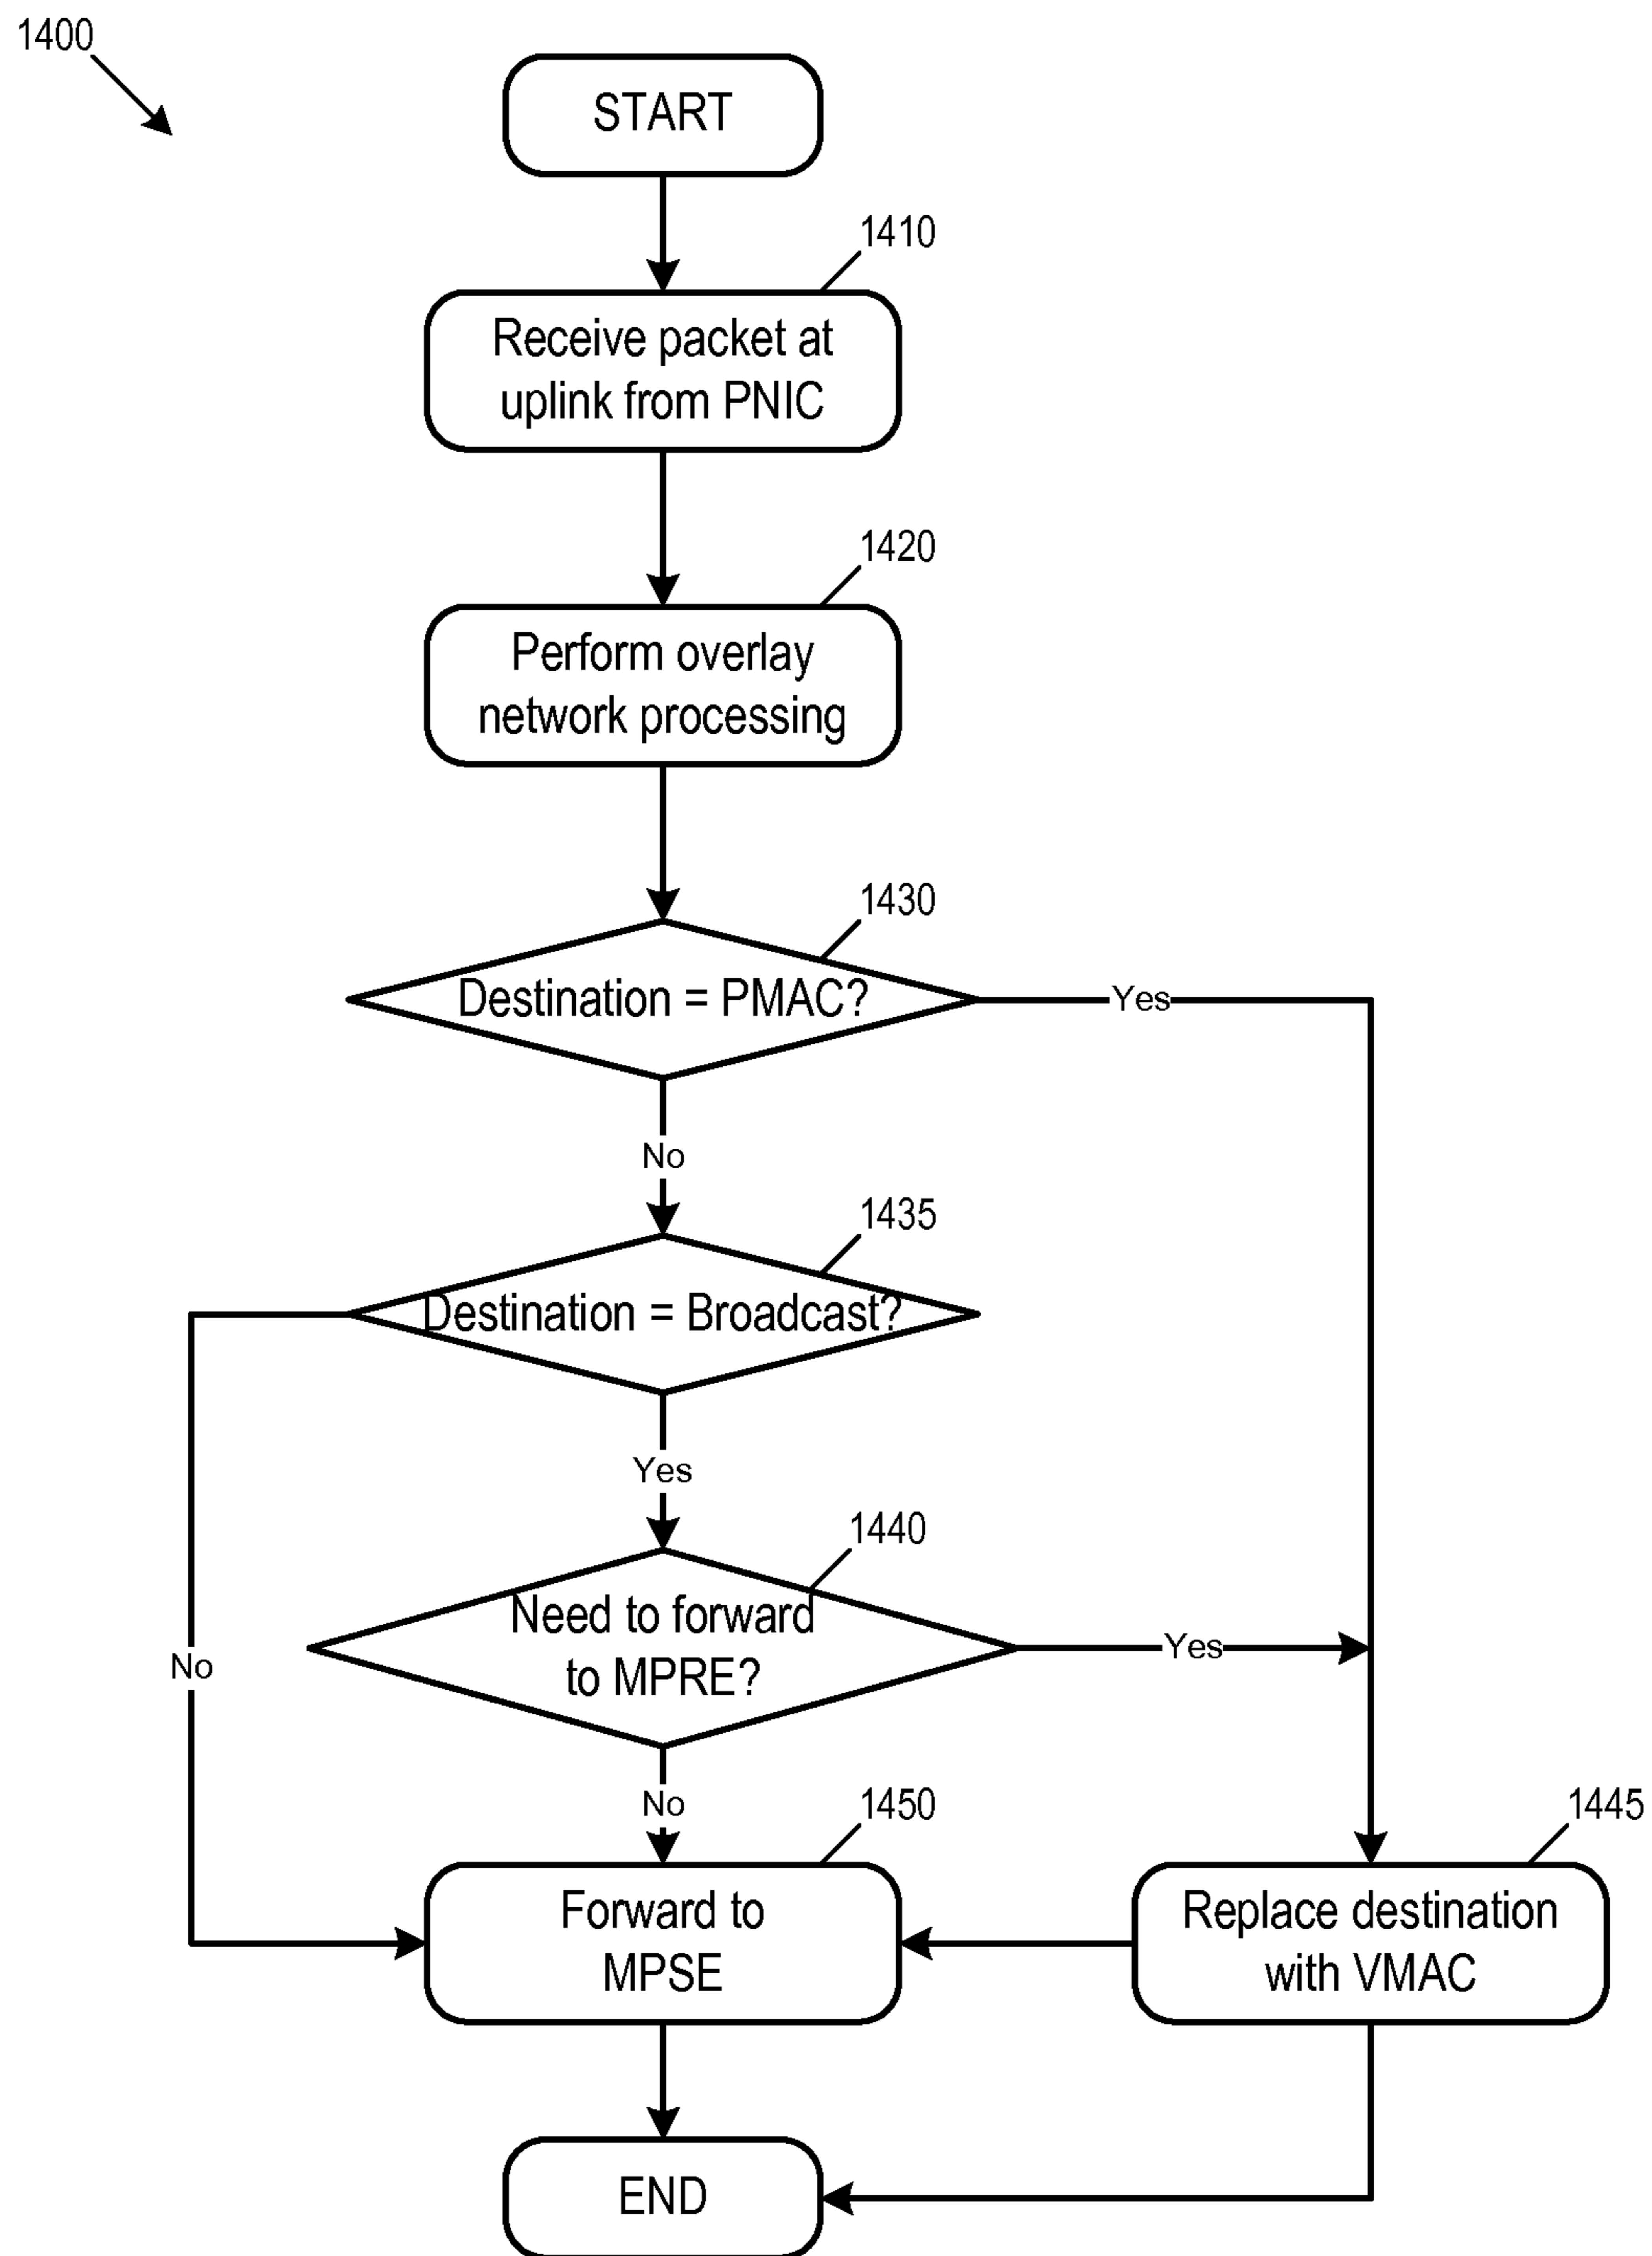 1400
START
1410
Receive packet at
uplink from PNIC
1420
Perform overlay
network processing
1430
Destination = PMAC?
Yes
No
1435
Destination = Broadcast?
Yes
1440
Need to forward
to MPRE?
Yes
No
No
1450
1445
Forward to
MPSE
Replace destination
with VMAC
END